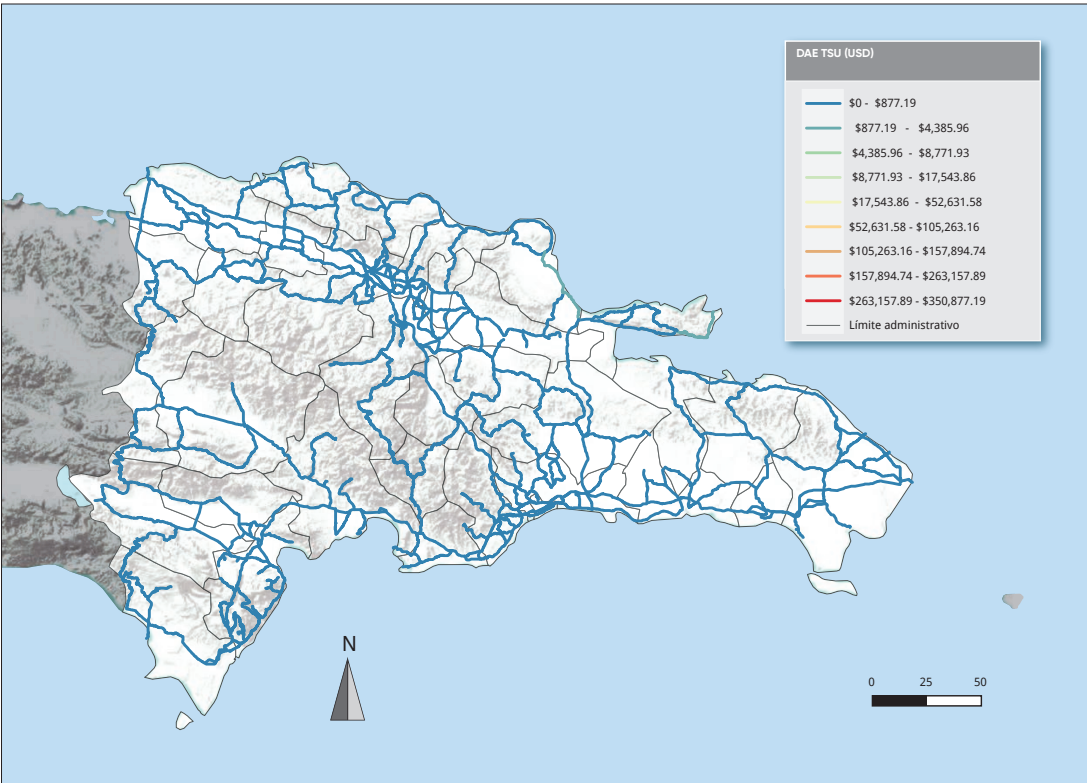 DAE TSU (USD)
$0 - $877.19
$877.19 - $4,385.96
$4,385.96 - $8,771.93
$8,771.93 - $17,543.86
$17,543.86 - $52,631.58
$52,631.58 - $105,263.16
$105,263.16 - $157,894.74
$157,894.74 - $263,157.89
$263,157.89 - $350,877.19
Límite administrativo
N
0 25 50